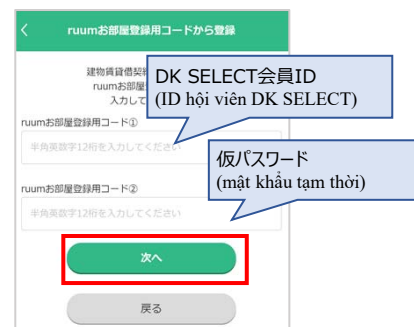 ruumお部屋登録用コードから登録
建物賃貸借契
ruumお部屋
入力して
DK SELECT会員ID
(ID hội viên DK SELECT)
ruumお部屋登録用コード①
半角英数字12桁を入力してください
仮パスワード
(mật khẩu tạm thời)
ruumお部屋登録用コード②
半角英数字12桁を入力してください
次へ
戻る